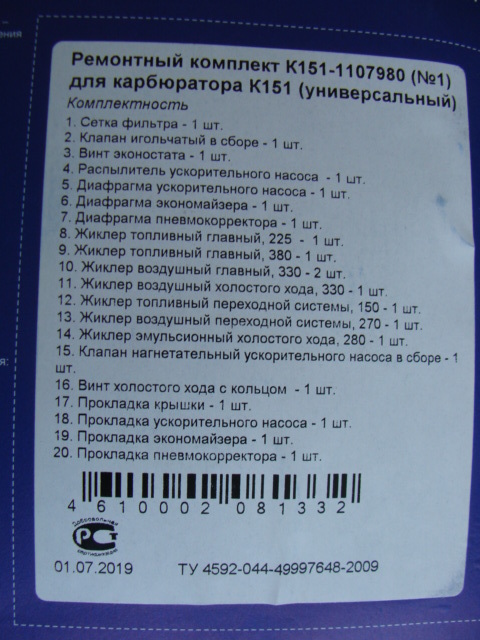 ения
Ремонтный комплект К151-1107980 (№1)
для карбюратора К151 (универсальный)
Комплектность
1. Сетка фильтра - 1 шт.
2. Клапан игольчатый в сборе - 1 шт.
3. Винт эконостата - 1 шт.
4. Распылитель ускорительного насоса - 1 шт.
5. Диафрагма ускорительного насоса - 1 шт.
6. Диафрагма экономайзера - 1 шт.
7. Диафрагма пневмокорректора - 1 шт.
8. Жиклер топливный главный, 225 - 1 шт.
9. Жиклер топливный главный, 380 - 1 шт.
10. Жиклер воздушный главный, 330 - 2 шт.
11. Жиклер воздушный холостого хода, 330 - 1 шт.
12. Жиклер топливный переходной системы, 150 - 1 шт.
13. Жиклер воздушный переходной системы, 270 - 1 шт.
14. Жиклер эмульсионный холостого хода, 280 - 1 шт.
15. Клапан нагнетательный ускорительного насоса в сборе - 1
шт.
16. Винт холостого хода с кольцом - 1 шт.
17. Прокладка крышки - 1 шт.
18. Прокладка ускорительного насоса - 1 шт.
19. Прокладка экономайзера - 1 шт.
20. Прокладка пневмокорректора - 1 шт.
я:
4 610002 081332
Добровольная
РСТ
сертификация
01.07.2019 ТУ 4592-044-49997648-2009